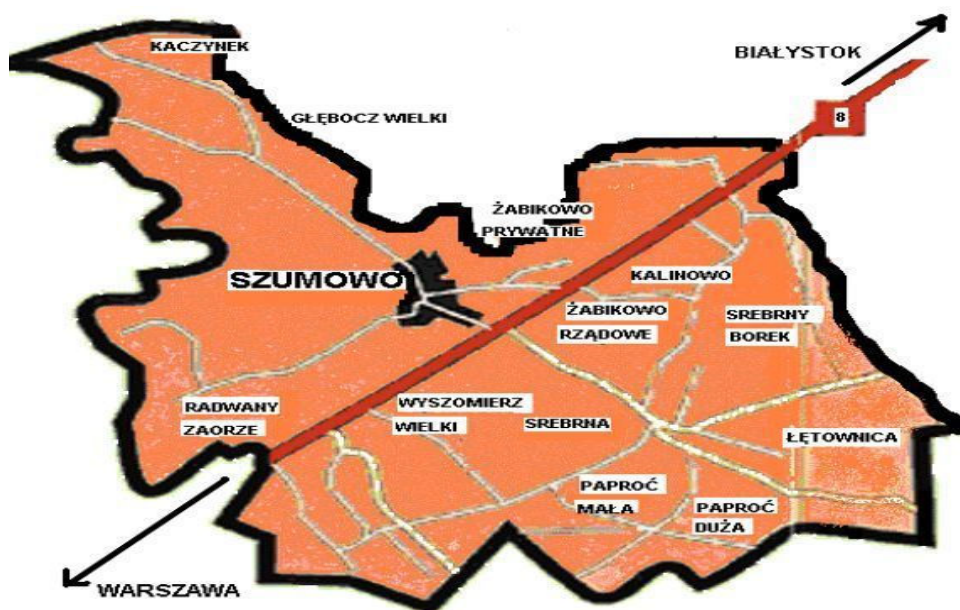 KACZYNEK
BIAŁYSTOK
GŁĘBOCZ WIELKI
8
ŻABIKOWO
PRYWATNE
SZUMOWO
KALINOWO
ŻABIKOWO
RZĄDOWE
SREBRNY
BOREK
RADWANY
ZAORZE
WYSZOMIERZ
WIELKI
SREBRNA
ŁĘTOWNICA
PAPROĆ
MAŁA
PAPROĆ
DUŻA
WARSZAWA